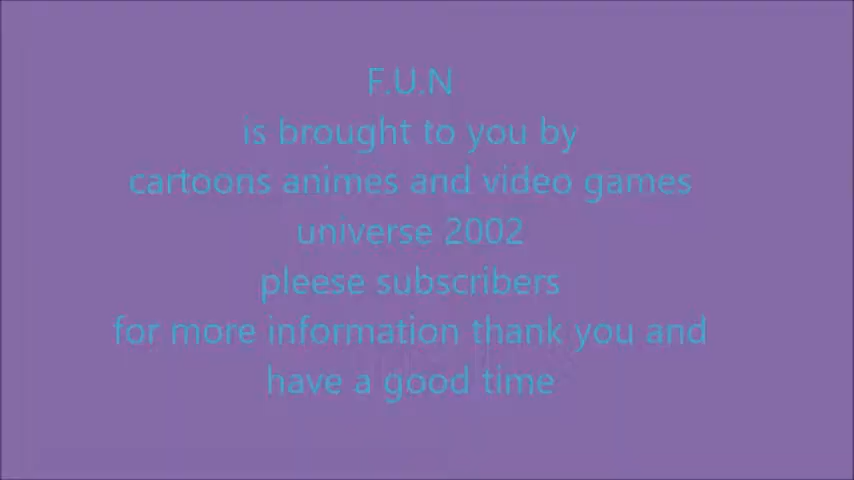 F.U.N
is brought to you by
cartoons animes and video games
universe 2002
pleese subscribers
for more information thank you and
have a good time